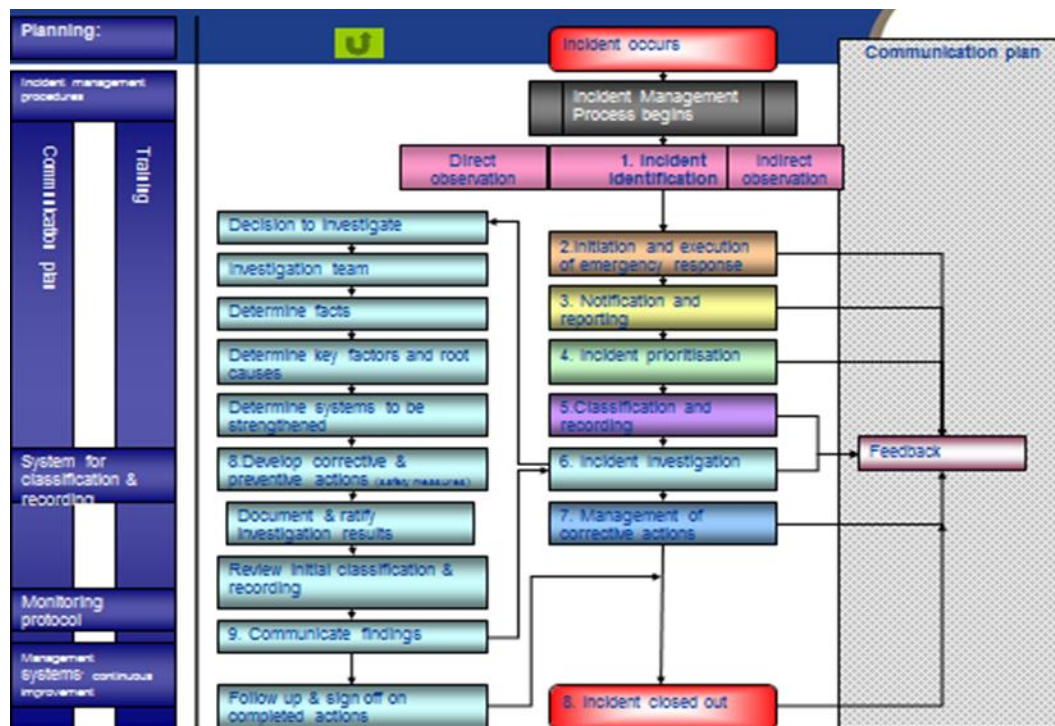 Planning:
Incident management
procedures
Communication plan
Training
System for
classification &
recording
Monitoring
protocol
Management
systems- continuous
improvement
Incident occurs
Incident Management
Process begins
Direct
observation
1. Incident
identification
Indirect
observation
2.Initiation and execution
of emergency response
3. Notification and
reporting
4. Incident prioritisation
5.Classification and
recording
6. Incident investigation
7. Management of
corrective actions
8. Incident closed out
Decision to investigate
Investigation team
Determine facts
Determine key factors and root
causes
Determine systems to be
strengthened
8.Develop corrective &
preventive actions (safety measures)
Document & ratify
investigation results
Review initial classification &
recording
9. Communicate findings
Follow up & sign off on
completed actions
Communication plan
Feedback